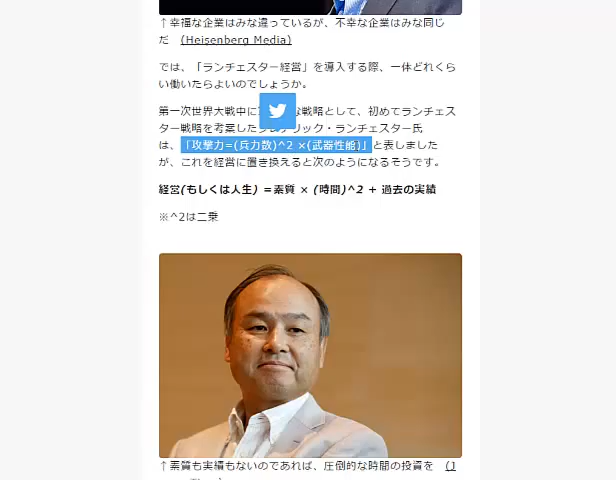 ↑幸福な企業はみな違っているが、不幸な企業はみな同じ
だ (Heisenberg Media)
では、「ランチェスター経営」を導入する際、一体どれくら
い働いたらよいのでしょうか。
第一次世界大戦中に な戦略として、初めてランチェス
ター戦略を考案した リック・ランチェスター氏
は、「攻撃力=(兵力数)^2 ×(武器性能)」と表しました
が、これを経営に置き換えると次のようになるそうです。
経営(もしくは人生) =素質 × (時間)^2 + 過去の実績
※^2は二乗
↑素質も実績もないのであれば、圧倒的な時間の投資を (J